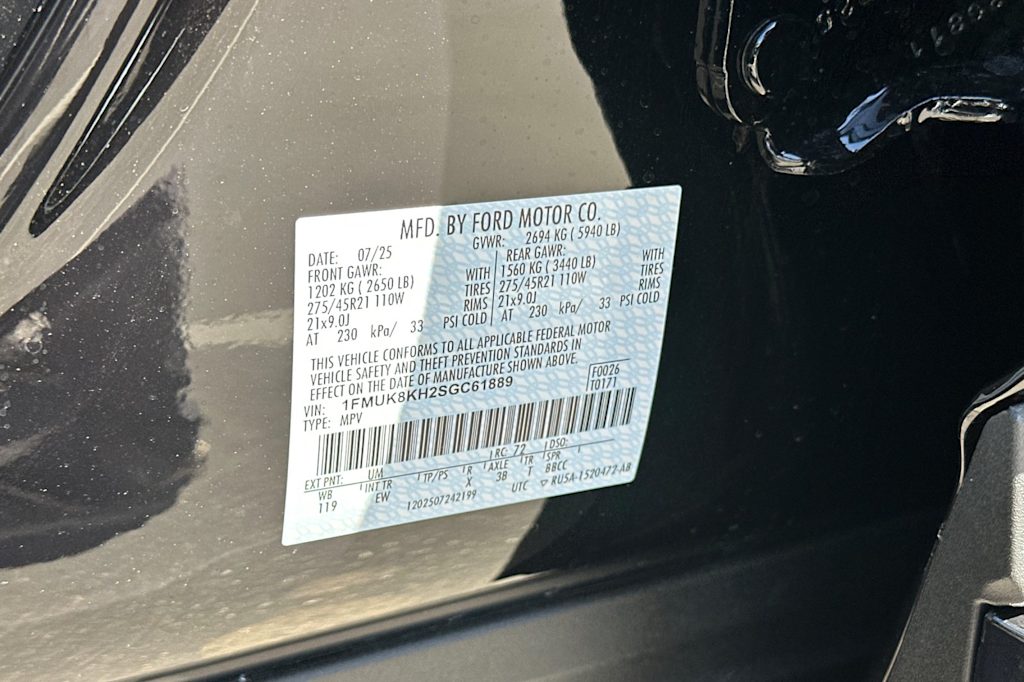 MFD. BY FORD MOTOR CO.
DATE: 07/25 GVWR: 2694 KG ( 5940 LB)
FRONT GAWR: REAR GAWR:
1202 KG ( 2650 LB) WITH 1560 KG ( 3440 LB) WITH
275/45R21 110W TIRES 275/45R21 110W TIRES
21x9.0J RIMS 21x9.0J RIMS
AT 230 kPa/ 33 PSI COLD AT 230 kPa/ 33 PSI COLD
THIS VEHICLE CONFORMS TO ALL APPLICABLE FEDERAL MOTOR
VEHICLE SAFETY AND THEFT PREVENTION STANDARDS IN
EFFECT ON THE DATE OF MANUFACTURE SHOWN ABOVE.
VIN: 1FMUK8KH2SGC61889 F0026
TYPE: MPV T0171
EXT PNT: UM RC: 72 DSO:
WB INT TR TP/PS R AXLE TR SPR
119 EW X 3B T BBCC
1202507242199 UTC ▽ RU5A-1520472-AB